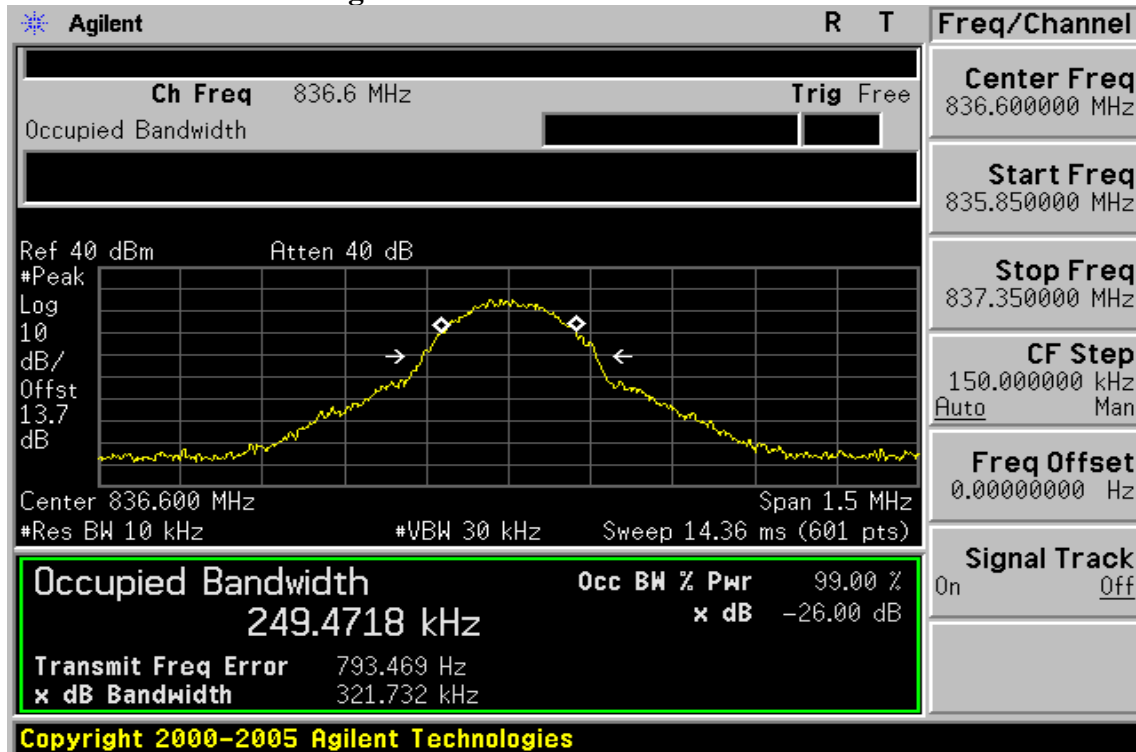 Agilent R T
Freq/Channel
Ch Freq 836.6 MHz Trig Free
Occupied Bandwidth
Ref 40 dBm Atten 40 dB
#Peak
Log
10
dB/
Offst
13.7
dB
Center 836.600 MHz Span 1.5 MHz
#Res BW 10 kHz #VBW 30 kHz Sweep 14.36 ms (601 pts)
Occupied Bandwidth Occ BW % Pwr 99.00 %
249.4718 kHz x dB -26.00 dB
Transmit Freq Error 793.469 Hz
x dB Bandwidth 321.732 kHz
Center Freq
836.600000 MHz
Start Freq
835.850000 MHz
Stop Freq
837.350000 MHz
CF Step
150.000000 kHz
Auto Man
Freq Offset
0.00000000 Hz
Signal Track
On Off
Copyright 2000-2005 Agilent Technologies